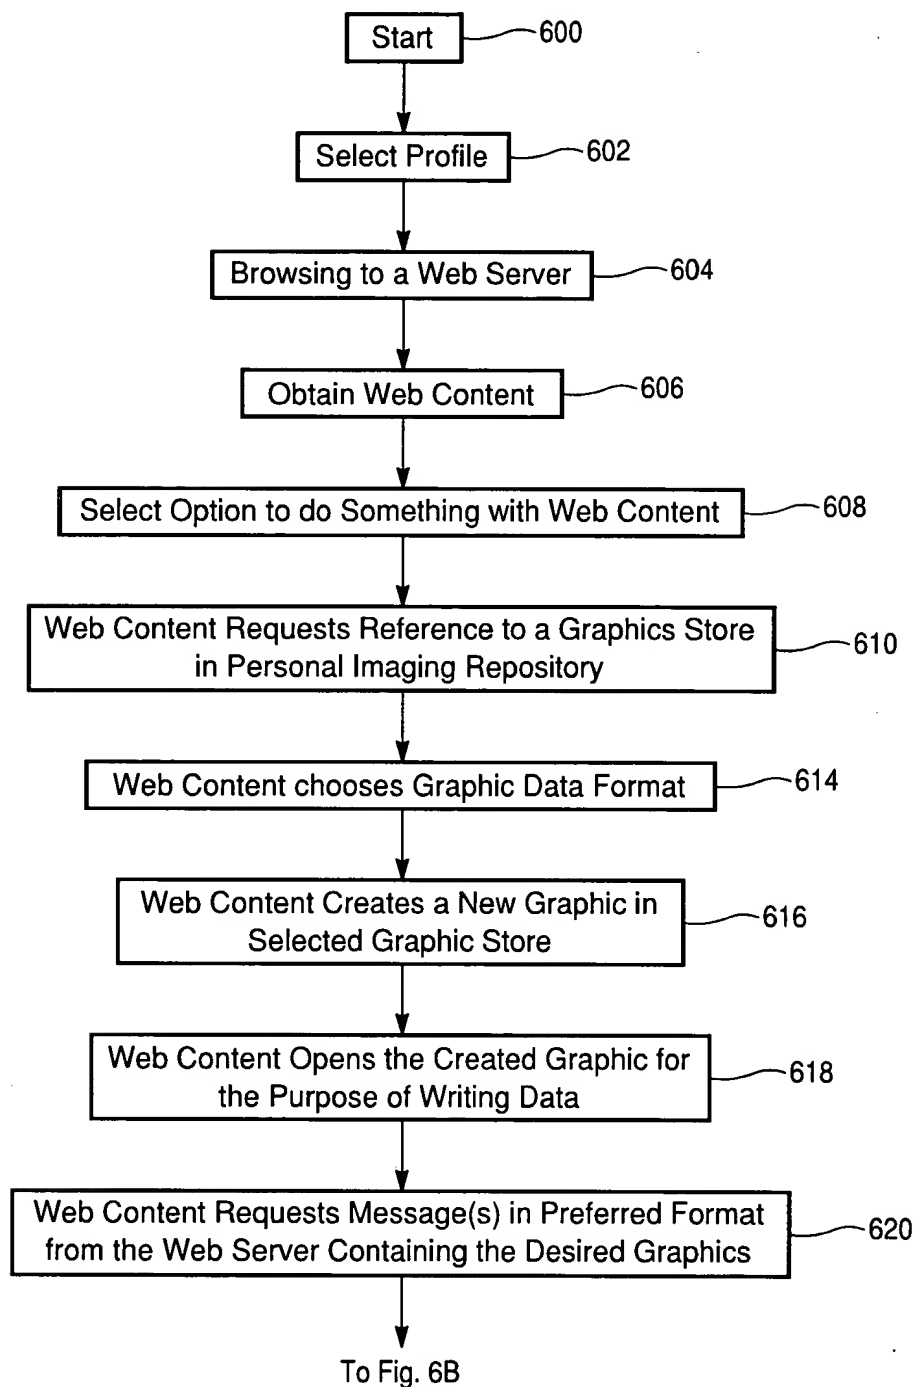 Start
600
Select Profile
602
Browsing to a Web Server
604
Obtain Web Content
606
Select Option to do Something with Web Content
608
Web Content Requests Reference to a Graphics Store
in Personal Imaging Repository
610
Web Content chooses Graphic Data Format
614
Web Content Creates a New Graphic in
Selected Graphic Store
616
Web Content Opens the Created Graphic for
the Purpose of Writing Data
618
Web Content Requests Message(s) in Preferred Format
from the Web Server Containing the Desired Graphics
620
To Fig. 6B